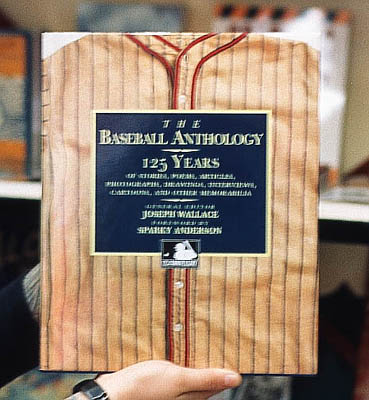 THE
BASEBALL ANTHOLOGY
125 YEARS
OF STORIES, POEMS, ARTICLES,
PHOTOGRAPHS, DRAWINGS, INTERVIEWS,
CARTOONS, AND OTHER MEMORABILIA
GENERAL EDITOR
JOSEPH WALLACE
FOREWORD BY
SPARKY ANDERSON